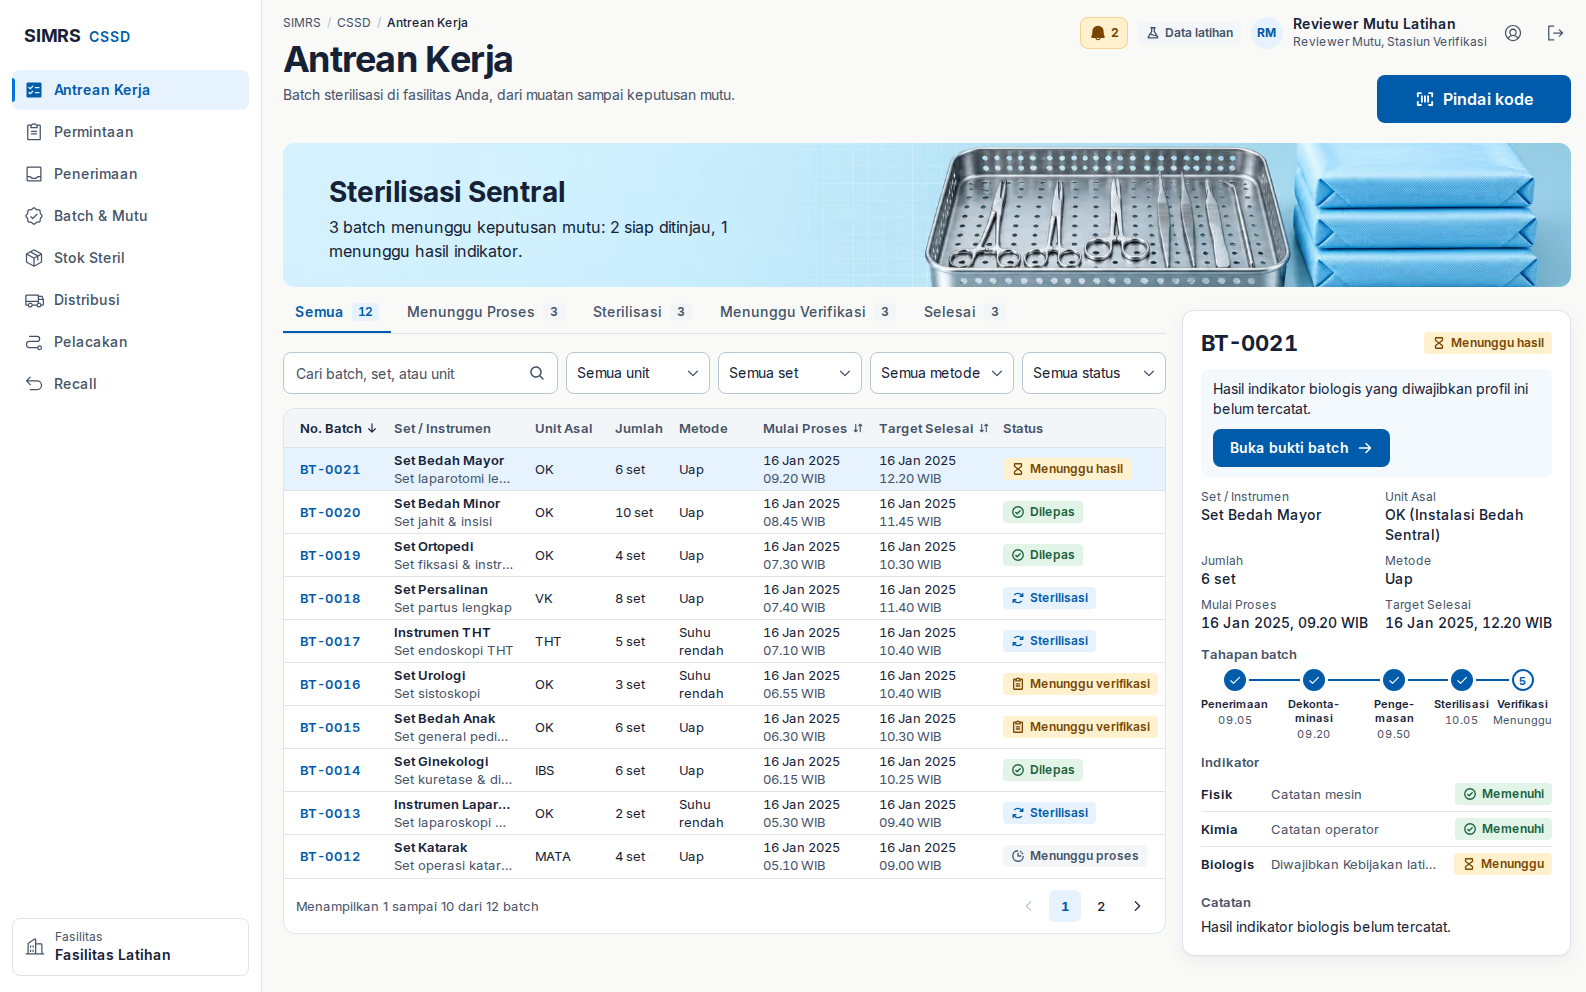 SIMRS CSSD
Antrean Kerja
Permintaan
Penerimaan
Batch & Mutu
Stok Steril
Distribusi
Pelacakan
Recall
Fasilitas
Fasilitas Latihan
SIMRS / CSSD / Antrean Kerja
Antrean Kerja
Batch sterilisasi di fasilitas Anda, dari muatan sampai keputusan mutu.
2
Data latihan
RM
Reviewer Mutu Latihan
Reviewer Mutu, Stasiun Verifikasi
Pindai kode
Sterilisasi Sentral
3 batch menunggu keputusan mutu: 2 siap ditinjau, 1
menunggu hasil indikator.
Semua 12 Menunggu Proses 3 Sterilisasi 3 Menunggu Verifikasi 3 Selesai 3
Cari batch, set, atau unit Semua unit Semua set Semua metode Semua status
No. Batch Set / Instrumen Unit Asal Jumlah Metode Mulai Proses Target Selesai Status
BT-0021 Set Bedah Mayor OK 6 set Uap 16 Jan 2025 16 Jan 2025 Menunggu hasil
Set laparotomi le... 09.20 WIB 12.20 WIB
BT-0020 Set Bedah Minor OK 10 set Uap 16 Jan 2025 16 Jan 2025 Dilepas
Set jahit & insisi 08.45 WIB 11.45 WIB
BT-0019 Set Ortopedi OK 4 set Uap 16 Jan 2025 16 Jan 2025 Dilepas
Set fiksasi & instr... 07.30 WIB 10.30 WIB
BT-0018 Set Persalinan VK 8 set Uap 16 Jan 2025 16 Jan 2025 Sterilisasi
Set partus lengkap 07.40 WIB 11.40 WIB
BT-0017 Instrumen THT THT 5 set Suhu 16 Jan 2025 16 Jan 2025 Sterilisasi
Set endoskopi THT rendah 07.10 WIB 10.40 WIB
BT-0016 Set Urologi OK 3 set Suhu 16 Jan 2025 16 Jan 2025 Menunggu verifikasi
Set sistoskopi rendah 06.55 WIB 10.40 WIB
BT-0015 Set Bedah Anak OK 6 set Uap 16 Jan 2025 16 Jan 2025 Menunggu verifikasi
Set general pedi... 06.30 WIB 10.30 WIB
BT-0014 Set Ginekologi IBS 6 set Uap 16 Jan 2025 16 Jan 2025 Dilepas
Set kuretase & di... 06.15 WIB 10.25 WIB
BT-0013 Instrumen Lapar... OK 2 set Suhu 16 Jan 2025 16 Jan 2025 Sterilisasi
Set laparoskopi ... rendah 05.30 WIB 09.40 WIB
BT-0012 Set Katarak MATA 4 set Uap 16 Jan 2025 16 Jan 2025 Menunggu proses
Set operasi katar... 05.10 WIB 09.00 WIB
Menampilkan 1 sampai 10 dari 12 batch 1 2
BT-0021 Menunggu hasil
Hasil indikator biologis yang diwajibkan profil ini
belum tercatat.
Buka bukti batch
Set / Instrumen Unit Asal
Set Bedah Mayor OK (Instalasi Bedah
Sentral)
Jumlah Metode
6 set Uap
Mulai Proses Target Selesai
16 Jan 2025, 09.20 WIB 16 Jan 2025, 12.20 WIB
Tahapan batch
5
Penerimaan Dekonta- Penge- Sterilisasi Verifikasi
09.05 minasi masan 10.05 Menunggu
09.20 09.50
Indikator
Fisik Catatan mesin Memenuhi
Kimia Catatan operator Memenuhi
Biologis Diwajibkan Kebijakan lati... Menunggu
Catatan
Hasil indikator biologis belum tercatat.